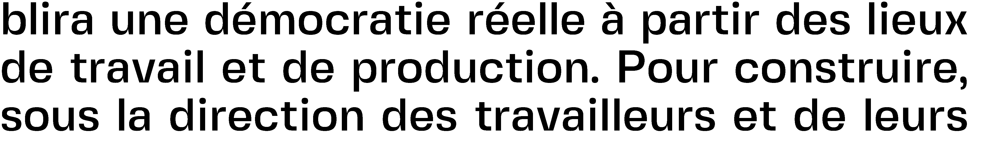 blira une démocratie réelle à partir des lieux
de travail et de production. Pour construire,
sous la direction des travailleurs et de leurs